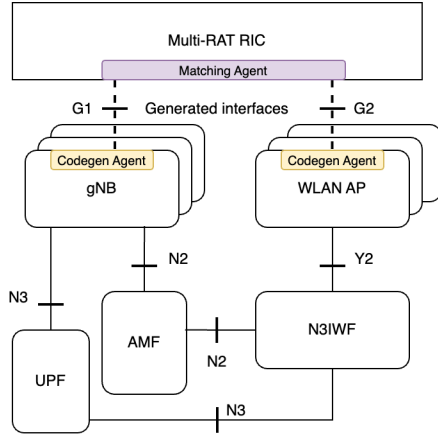 Multi-RAT RIC
Matching Agent
G1
Generated interfaces
G2
Codegen Agent
gNB
Codegen Agent
WLAN AP
N2
Y2
N3
AMF
N2
N3IWF
UPF
N3